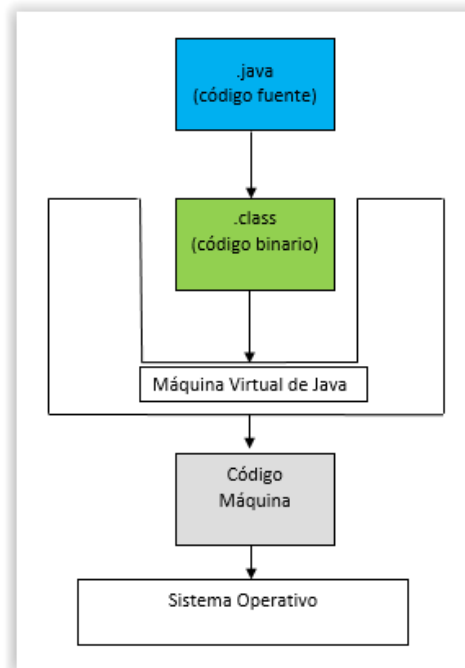 .java
(código fuente)
.class
(código binario)
Máquina Virtual de Java
Código
Máquina
Sistema Operativo